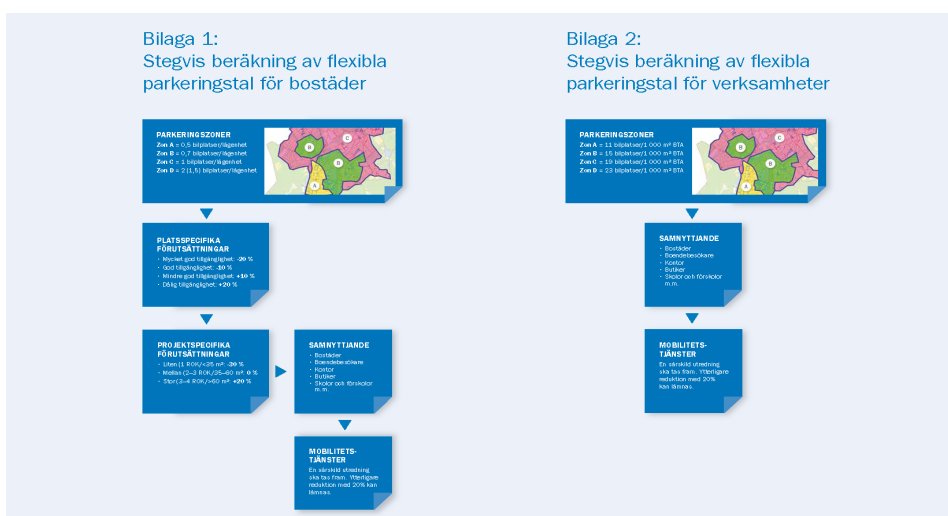 Bilaga 1:
Stegvis beräkning av flexibla
parkeringstal för bostäder
PARKERINGSZONER
Zon A = 0,5 bilplatser/lägenhet
Zon B = 0,7 bilplatser/lägenhet
Zon C = 1 bilplatser/lägenhet
Zon D = 2 (1,5) bilplatser/lägenhet
C
B
B
A
PLATSSPECIFIKA
FÖRUTSÄTTNINGAR
· Mycket god tillgänglighet: -20 %
· God tillgänglighet: -10 %
· Mindre god tillgänglighet: +10 %
· Dålig tillgänglighet: +20 %
PROJEKTSPECIFIKA
FÖRUTSÄTTNINGAR
· Liten (1 ROK/<35 m²: -30 %
· Mellan (2–3 ROK/35–60 m²: 0 %
· Stor (3–4 ROK/>60 m²: +20 %
SAMNYTTJANDE
· Bostäder
· Boendebesökare
· Kontor
· Butiker
· Skolor och förskolor
m.m.
MOBILITETS-
TJÄNSTER
En särskild utredning
ska tas fram. Ytterligare
reduktion med 20% kan
lämnas.
Bilaga 2:
Stegvis beräkning av flexibla
parkeringstal för verksamheter
PARKERINGSZONER
Zon A = 11 bilplatser/1 000 m² BTA
Zon B = 15 bilplatser/1 000 m² BTA
Zon C = 19 bilplatser/1 000 m² BTA
Zon D = 23 bilplatser/1 000 m² BTA
C
B
B
A
SAMNYTTJANDE
· Bostäder
· Boendebesökare
· Kontor
· Butiker
· Skolor och förskolor
m.m.
MOBILITETS-
TJÄNSTER
En särskild utredning
ska tas fram. Ytterligare
reduktion med 20%
kan lämnas.